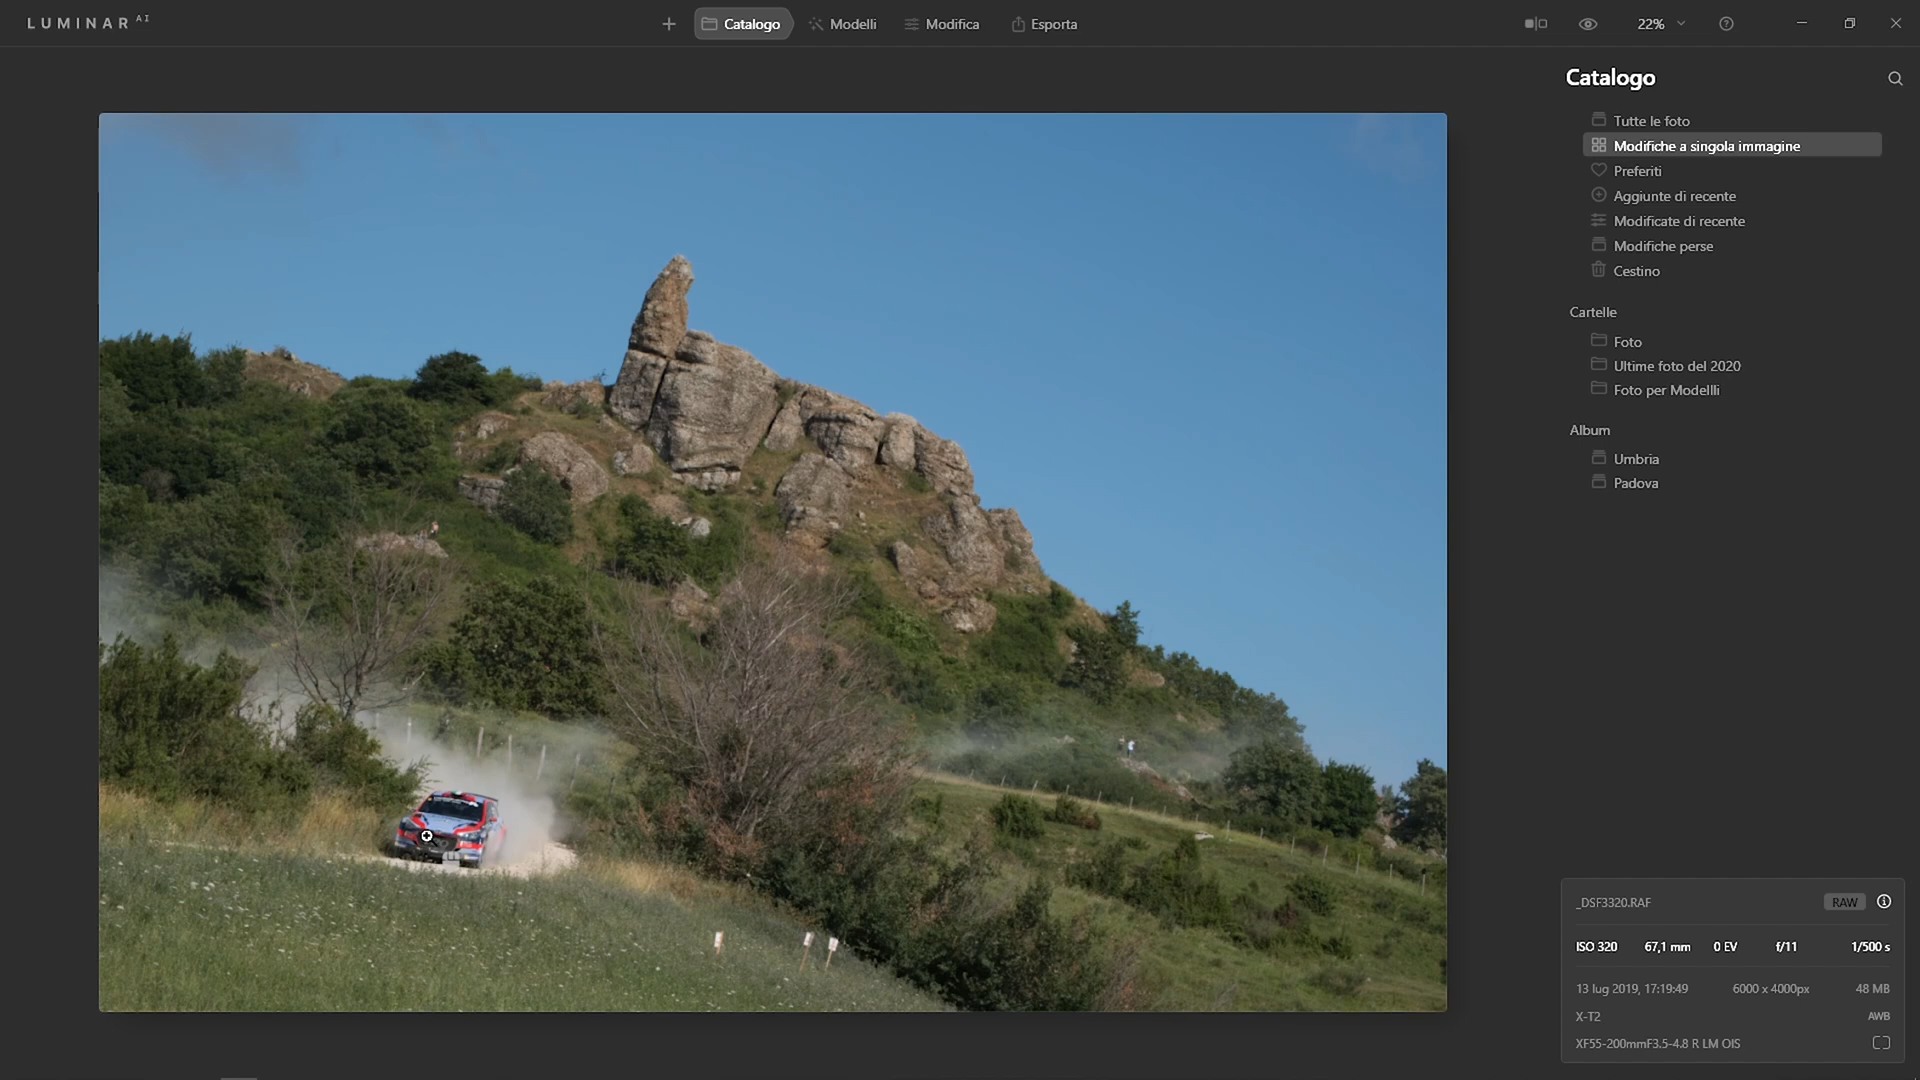 LUMINAR AI
Catalogo Modelli Modifica Esporta
22%
Catalogo
Tutte le foto
Modifiche a singola immagine
Preferiti
Aggiunte di recente
Modificate di recente
Modifiche perse
Cestino
Cartelle
Foto
Ultime foto del 2020
Foto per Modellli
Album
Umbria
Padova
_DSF3320.RAF RAW
ISO 320 67,1 mm 0 EV f/11 1/500 s
13 lug 2019, 17:19:49 6000 x 4000px 48 MB
X-T2 AWB
XF55-200mmF3.5-4.8 R LM OIS